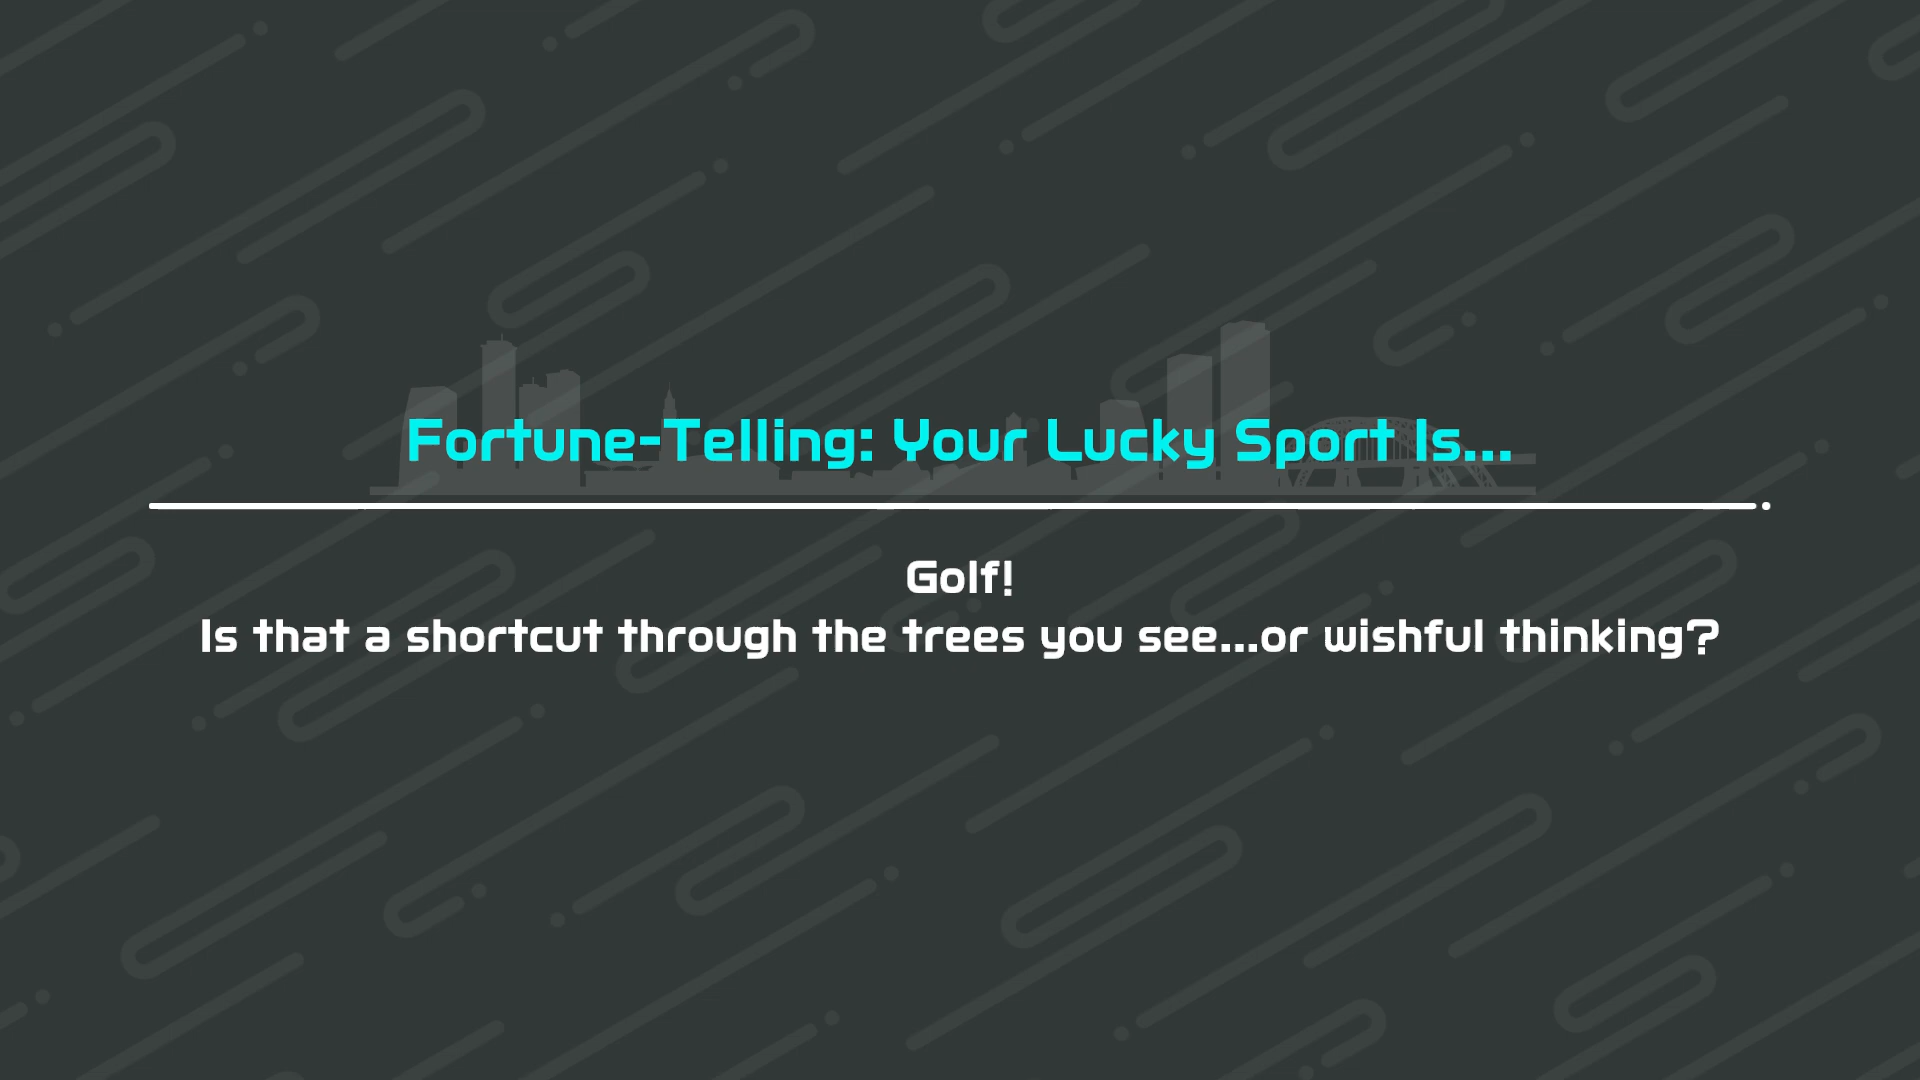 Fortune-Telling: Your Lucky Sport Is...
Golf!
Is that a shortcut through the trees you see...or wishful thinking?